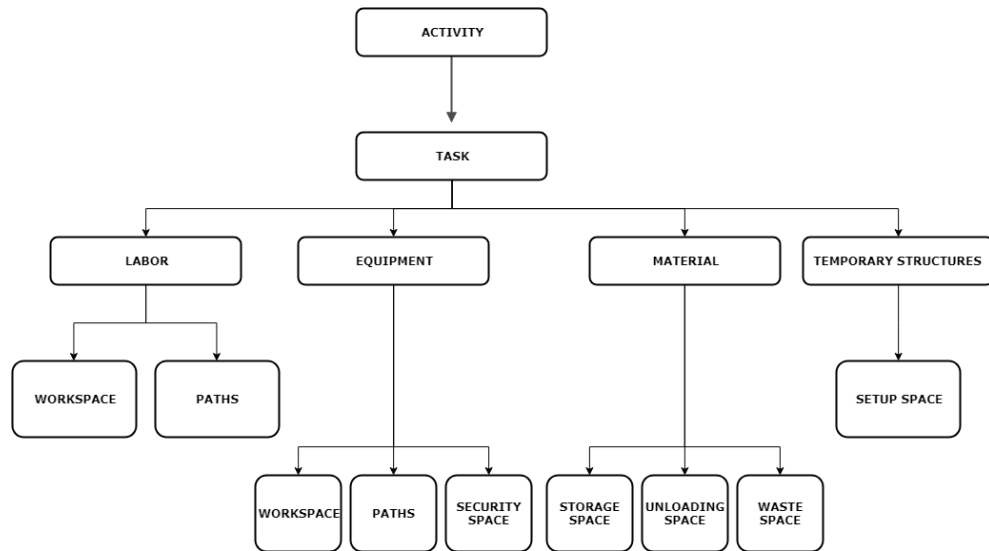 ACTIVITY
TASK
LABOR
EQUIPMENT
MATERIAL
TEMPORARY STRUCTURES
WORKSPACE
PATHS
SETUP SPACE
WORKSPACE
PATHS
SECURITY
SPACE
STORAGE
SPACE
UNLOADING
SPACE
WASTE
SPACE